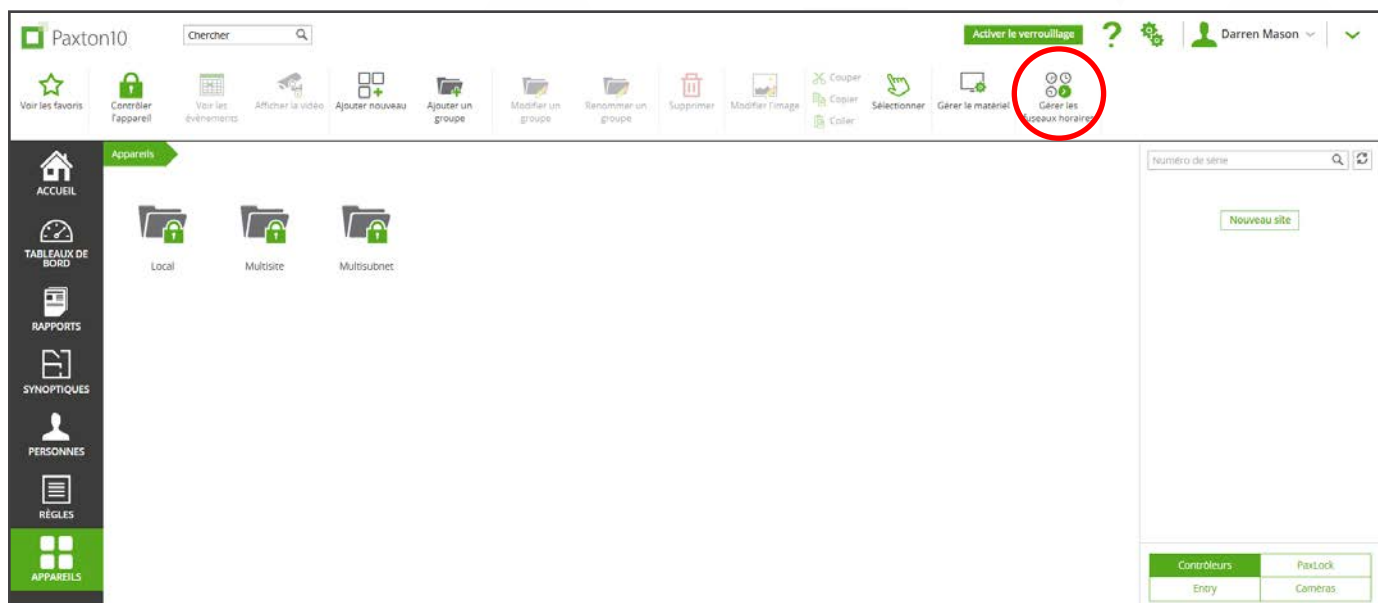 Paxton10
Chercher
Activer le verrouillage
?
Darren Mason
Voir les favoris
Contrôler
l'appareil
Voir les
évènements
Afficher la vidéo
Ajouter nouveau
Ajouter un
groupe
Modifier un
groupe
Renommer un
groupe
Supprimer
Modifier l'image
Couper
Copier
Coller
Sélectionner
Gérer le matériel
Gérer les
fuseaux horaires
ACCUEIL
TABLEAUX DE
BORD
RAPPORTS
SYNOPTIQUES
PERSONNES
RÈGLES
APPAREILS
Appareils
Local
Multisite
Multisubnet
Numéro de série
Nouveau site
Contrôleurs
PaxLock
Entry
Caméras